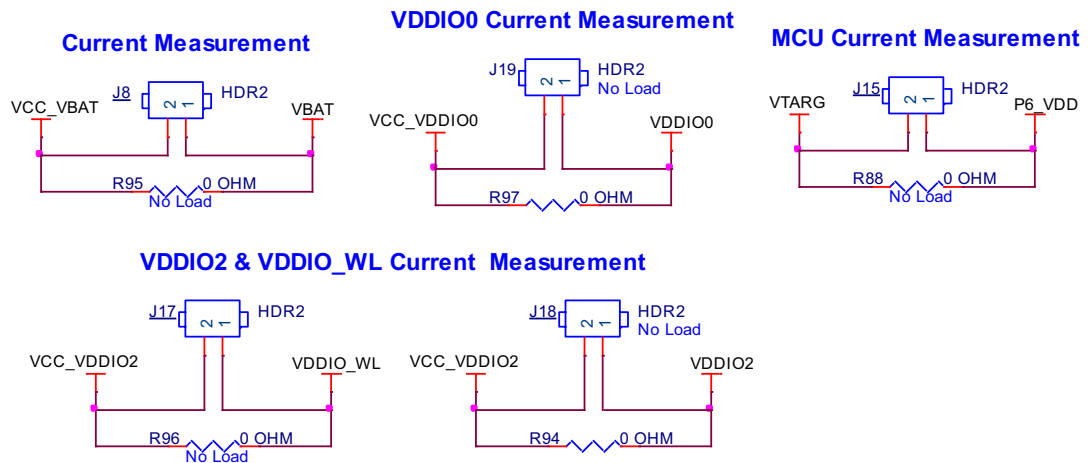 Current Measurement
J8
HDR2
2
1
VCC_VBAT
VBAT
R95
0 OHM
No Load
VDDIO0 Current Measurement
J19
HDR2
No Load
2
1
VCC_VDDIO0
VDDIO0
R97
0 OHM
MCU Current Measurement
J15
HDR2
2
1
VTARG
P6_VDD
R88
0 OHM
No Load
VDDIO2 & VDDIO_WL Current Measurement
J17
HDR2
2
1
VCC_VDDIO2
VDDIO_WL
R96
0 OHM
No Load
J18
HDR2
No Load
2
1
VCC_VDDIO2
VDDIO2
R94
0 OHM